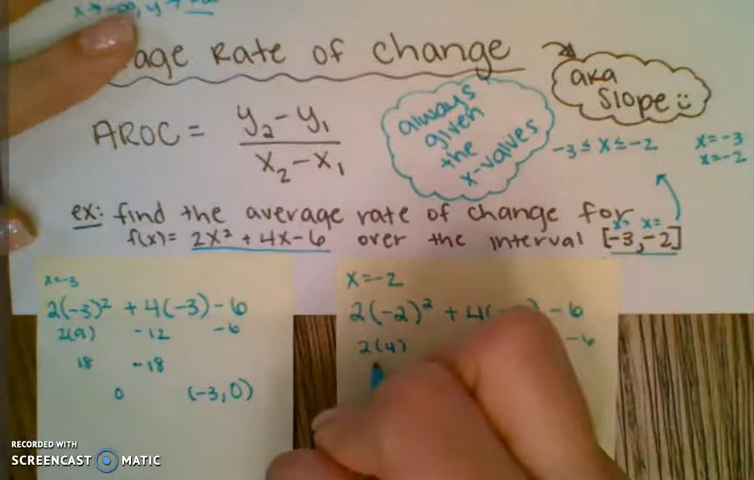 age Rate of Change
aka
Slope
AROC = y₂-y₁
x₂-x₁
always
given
the
x-values
-3 ≤ x ≤ -2
x=-3
x=-2
ex: find the average rate of change for
x= x=
f(x)= 2x² + 4x-6 over the interval [-3,-2]
x=-3
2(-3)² + 4(-3) -6
2(9) -12 -6
18 -18
0 (-3,0)
x=-2
2(-2)² + 4( -6
2(4) -6
RECORDED WITH
SCREENCAST MATIC